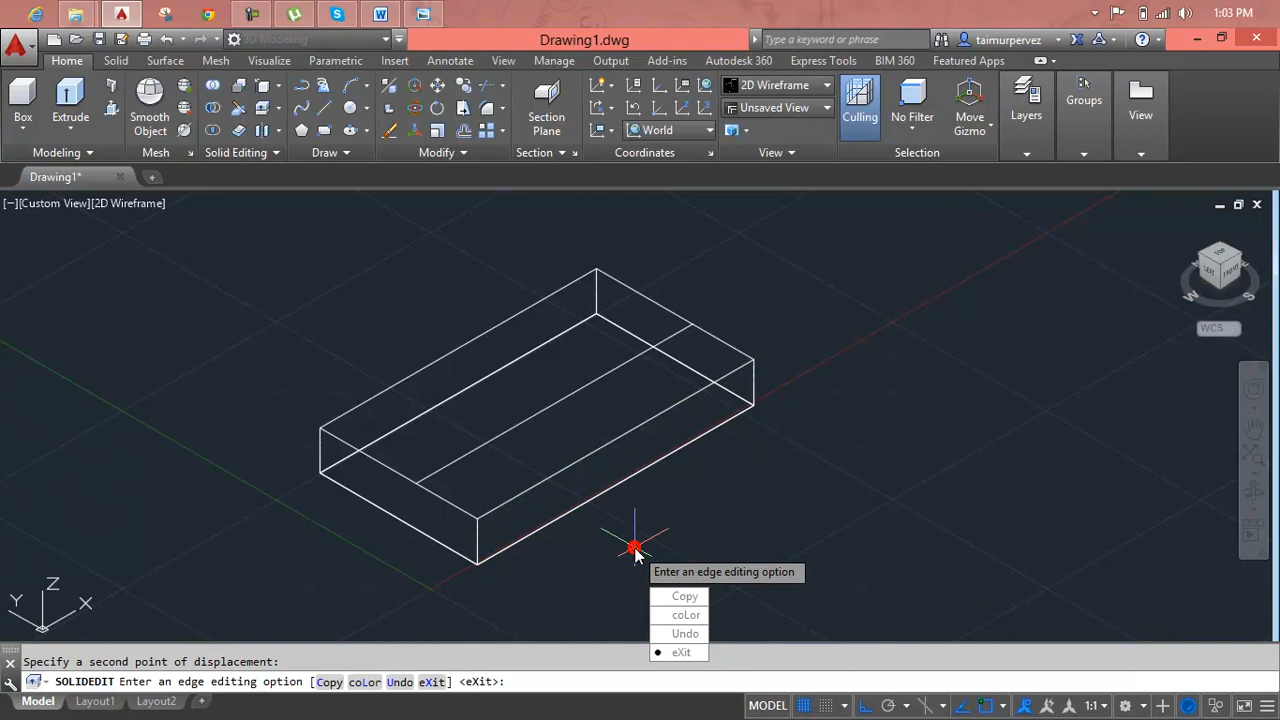 1:03 PM
3D Modeling
Drawing1.dwg
Type a keyword or phrase
taimurpervez
Home Solid Surface Mesh Visualize Parametric Insert Annotate View Manage Output Add-ins Autodesk 360 Express Tools BIM 360 Featured Apps
Box
Extrude
Smooth
Object
Section
Plane
2D Wireframe
Unsaved View
World
Culling
No Filter
Move
Gizmo
Layers
Groups
View
Modeling Mesh Solid Editing Draw Modify Section Coordinates View Selection
Drawing1*
[−][Custom View][2D Wireframe]
TOP
LEFT FRONT
W S
WCS
Enter an edge editing option
Copy
coLor
Undo
eXit
Z
Y X
Specify a second point of displacement:
SOLIDEDIT Enter an edge editing option [Copy coLor Undo eXit] <eXit>:
Model Layout1 Layout2
MODEL 1:1